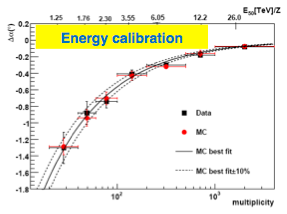 E₅₀[TeV]/Z
1.25 1.76 2.30 3.55 6.05 12.2 26.0
Δα(°)
Energy calibration
0
-0.2
-0.4
-0.6
-0.8
-1
-1.2
-1.4
-1.6
-1.8
Data
MC
MC best fit
MC best fit±10%
10² 10³
multiplicity